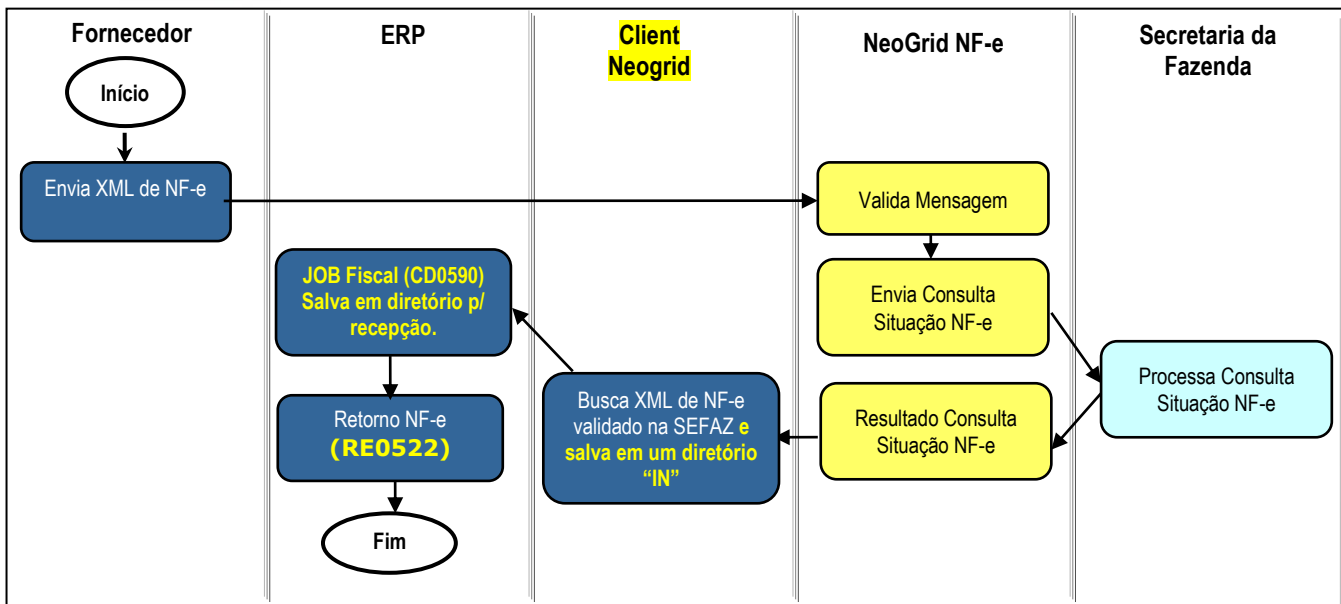 Fornecedor
ERP
Client
Neogrid
NeoGrid NF-e
Secretaria da
Fazenda
Início
Envia XML de NF-e
Valida Mensagem
JOB Fiscal (CD0590)
Salva em diretório p/
recepção.
Envia Consulta
Situação NF-e
Processa Consulta
Situação NF-e
Retorno NF-e
(RE0522)
Busca XML de NF-e
validado na SEFAZ e
salva em um diretório
“IN”
Resultado Consulta
Situação NF-e
Fim